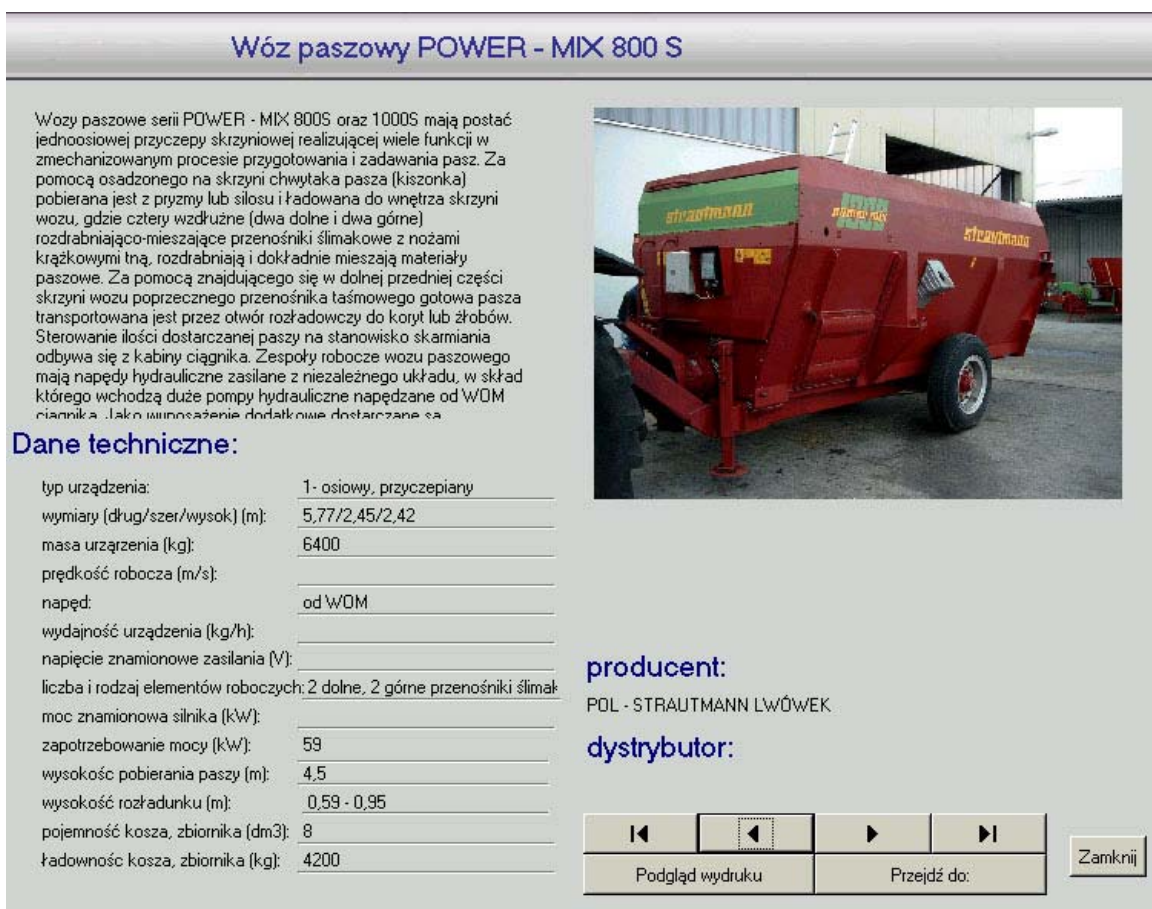 Wóz paszowy POWER - MIX 800 S
Wozy paszowe serii POWER - MIX 800S oraz 1000S mają postać
jednoosiowej przyczepy skrzyniowej realizującej wiele funkcji w
zmechanizowanym procesie przygotowania i zadawania pasz. Za
pomocą osadzonego na skrzyni chwytaka pasza (kiszonka)
pobierana jest z pryzmy lub silosu i ładowana do wnętrza skrzyni
wozu, gdzie cztery wzdłużne (dwa dolne i dwa górne)
rozdrabniająco-mieszające przenośniki ślimakowe z nożami
krążkowymi tną, rozdrabniają i dokładnie mieszają materiały
paszowe. Za pomocą znajdującego się w dolnej przedniej części
skrzyni wozu poprzecznego przenośnika taśmowego gotowa pasza
transportowana jest przez otwór rozładowczy do koryt lub żłobów.
Sterowanie ilości dostarczanej paszy na stanowisko skarmiania
odbywa się z kabiny ciągnika. Zespoły robocze wozu paszowego
mają napędy hydrauliczne zasilane z niezależnego układu, w skład
którego wchodzą duże pompy hydrauliczne napędzane od WOM
ciągnika. Jako wyposażenie dodatkowe dostarczane są
strautmann
power mix
strautmann
Dane techniczne:
typ urządzenia: 1- osiowy, przyczepiany
wymiary (dług/szer/wysok) (m): 5,77/2,45/2,42
masa urząrzenia (kg): 6400
prędkość robocza (m/s):
napęd: od WOM
wydajność urządzenia (kg/h):
napięcie znamionowe zasilania (V):
liczba i rodzaj elementów roboczych: 2 dolne, 2 górne przenośniki ślimak
moc znamionowa silnika (kW):
zapotrzebowanie mocy (kW): 59
wysokośc pobierania paszy (m): 4,5
wysokość rozładunku (m): 0,59 - 0,95
pojemność kosza, zbiornika (dm3): 8
ładownośc kosza, zbiornika (kg): 4200
producent:
POL - STRAUTMANN LWÓWEK
dystrybutor:
Podgląd wydruku
Przejdź do:
Zamknij